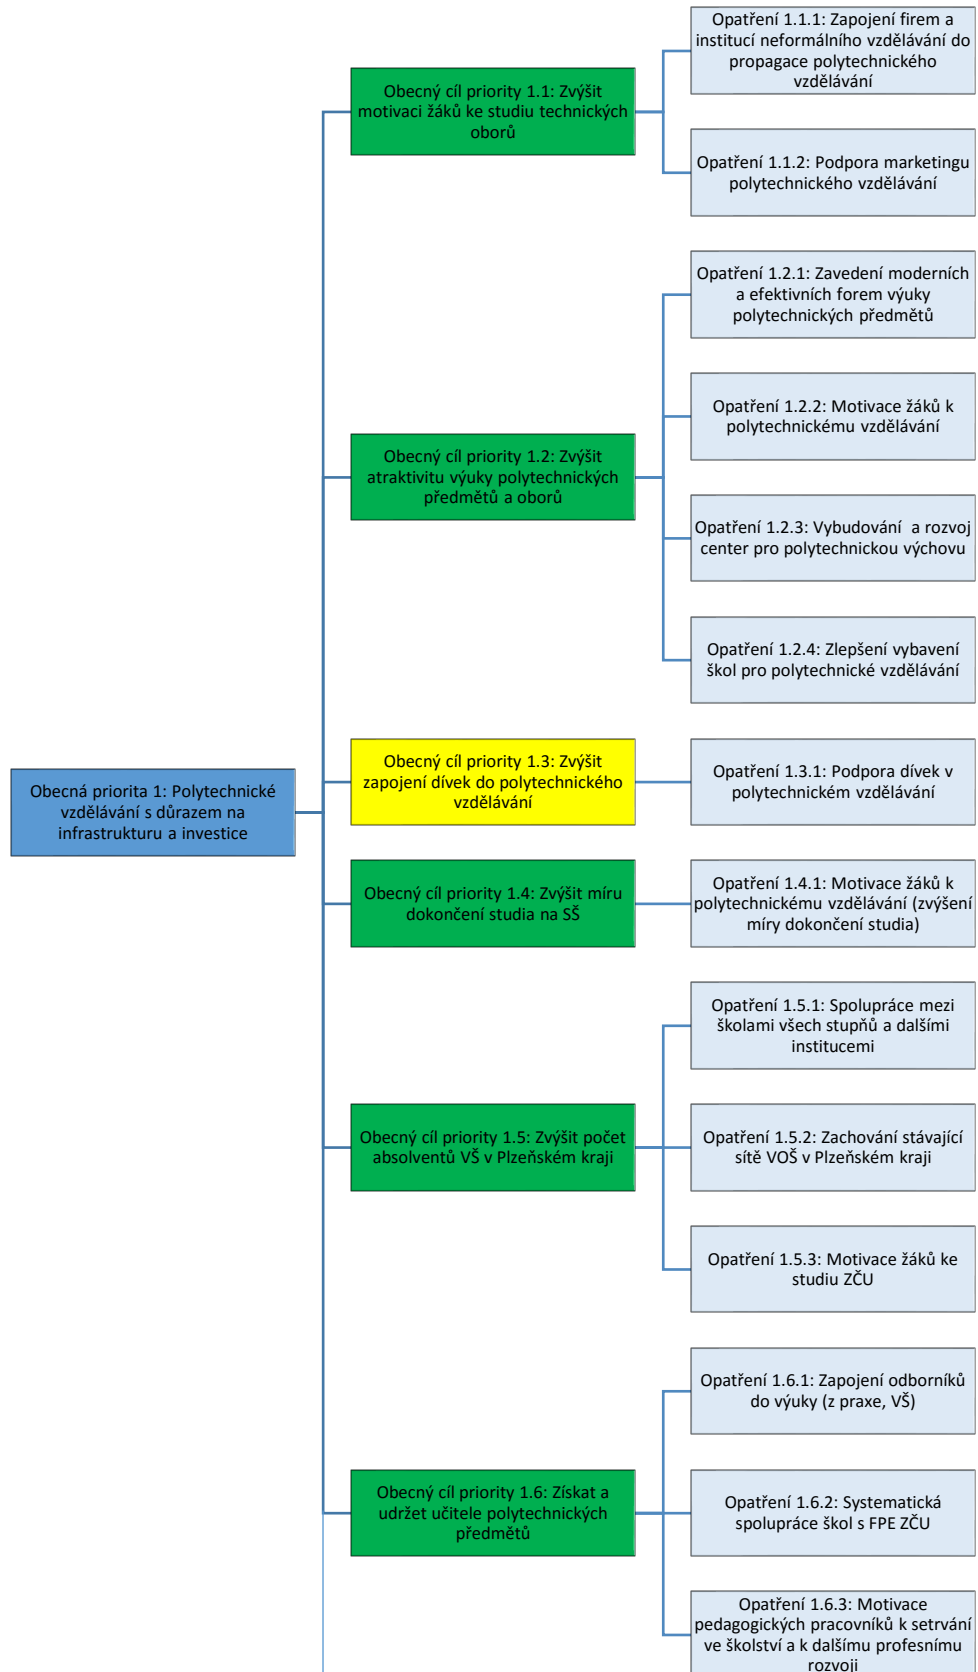 Obecná priorita 1: Polytechnické
vzdělávání s důrazem na
infrastrukturu a investice
Obecný cíl priority 1.1: Zvýšit
motivaci žáků ke studiu technických
oborů
Opatření 1.1.1: Zapojení firem a
institucí neformálního vzdělávání do
propagace polytechnického
vzdělávání
Opatření 1.1.2: Podpora marketingu
polytechnického vzdělávání
Obecný cíl priority 1.2: Zvýšit
atraktivitu výuky polytechnických
předmětů a oborů
Opatření 1.2.1: Zavedení moderních
a efektivních forem výuky
polytechnických předmětů
Opatření 1.2.2: Motivace žáků k
polytechnickému vzdělávání
Opatření 1.2.3: Vybudování  a rozvoj
center pro polytechnickou výchovu
Opatření 1.2.4: Zlepšení vybavení
škol pro polytechnické vzdělávání
Obecný cíl priority 1.3: Zvýšit
zapojení dívek do polytechnického
vzdělávání
Opatření 1.3.1: Podpora dívek v
polytechnickém vzdělávání
Obecný cíl priority 1.4: Zvýšit míru
dokončení studia na SŠ
Opatření 1.4.1: Motivace žáků k
polytechnickému vzdělávání (zvýšení
míry dokončení studia)
Obecný cíl priority 1.5: Zvýšit počet
absolventů VŠ v Plzeňském kraji
Opatření 1.5.1: Spolupráce mezi
školami všech stupňů a dalšími
institucemi
Opatření 1.5.2: Zachování stávající
sítě VOŠ v Plzeňském kraji
Opatření 1.5.3: Motivace žáků ke
studiu ZČU
Obecný cíl priority 1.6: Získat a
udržet učitele polytechnických
předmětů
Opatření 1.6.1: Zapojení odborníků
do výuky (z praxe, VŠ)
Opatření 1.6.2: Systematická
spolupráce škol s FPE ZČU
Opatření 1.6.3: Motivace
pedagogických pracovníků k setrvání
ve školství a k dalšímu profesnímu
rozvoji